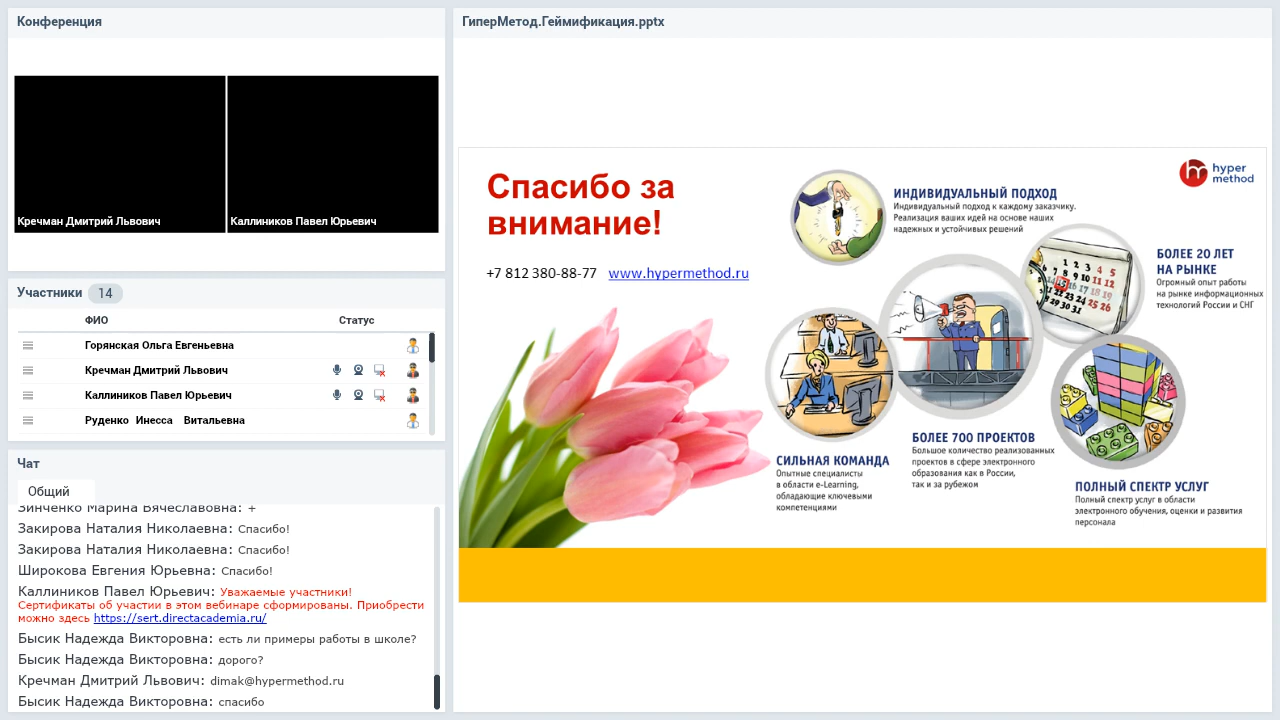 Конференция
Кречман Дмитрий Львович
Каллиников Павел Юрьевич
Участники 14
ФИО Статус
Горянская Ольга Евгеньевна
Кречман Дмитрий Львович
Каллиников Павел Юрьевич
Руденко Инесса Витальевна
Чат
Общий
Зинченко Марина Вячеславовна: +
Закирова Наталия Николаевна: Спасибо!
Закирова Наталия Николаевна: Спасибо!
Широкова Евгения Юрьевна: Спасибо!
Каллиников Павел Юрьевич: Уважаемые участники!
Сертификаты об участии в этом вебинаре сформированы. Приобрести
можно здесь https://sert.directacademia.ru/
Бысик Надежда Викторовна: есть ли примеры работы в школе?
Бысик Надежда Викторовна: дорого?
Кречман Дмитрий Львович: dimak@hypermethod.ru
Бысик Надежда Викторовна: спасибо
ГиперМетод.Геймификация.pptx
Спасибо за
внимание!
+7 812 380-88-77 www.hypermethod.ru
hyper
method
ИНДИВИДУАЛЬНЫЙ ПОДХОД
Индивидуальный подход к каждому заказчику.
Реализация ваших идей на основе наших
надежных и устойчивых решений
БОЛЕЕ 20 ЛЕТ
НА РЫНКЕ
Огромный опыт работы
на рынке информационных
технологий России и СНГ
СИЛЬНАЯ КОМАНДА
Опытные специалисты
в области e-Learning,
обладающие ключевыми
компетенциями
БОЛЕЕ 700 ПРОЕКТОВ
Большое количество реализованных
проектов в сфере электронного
образования как в России,
так и за рубежом
ПОЛНЫЙ СПЕКТР УСЛУГ
Полный спектр услуг в области
электронного обучения, оценки и развития
персонала